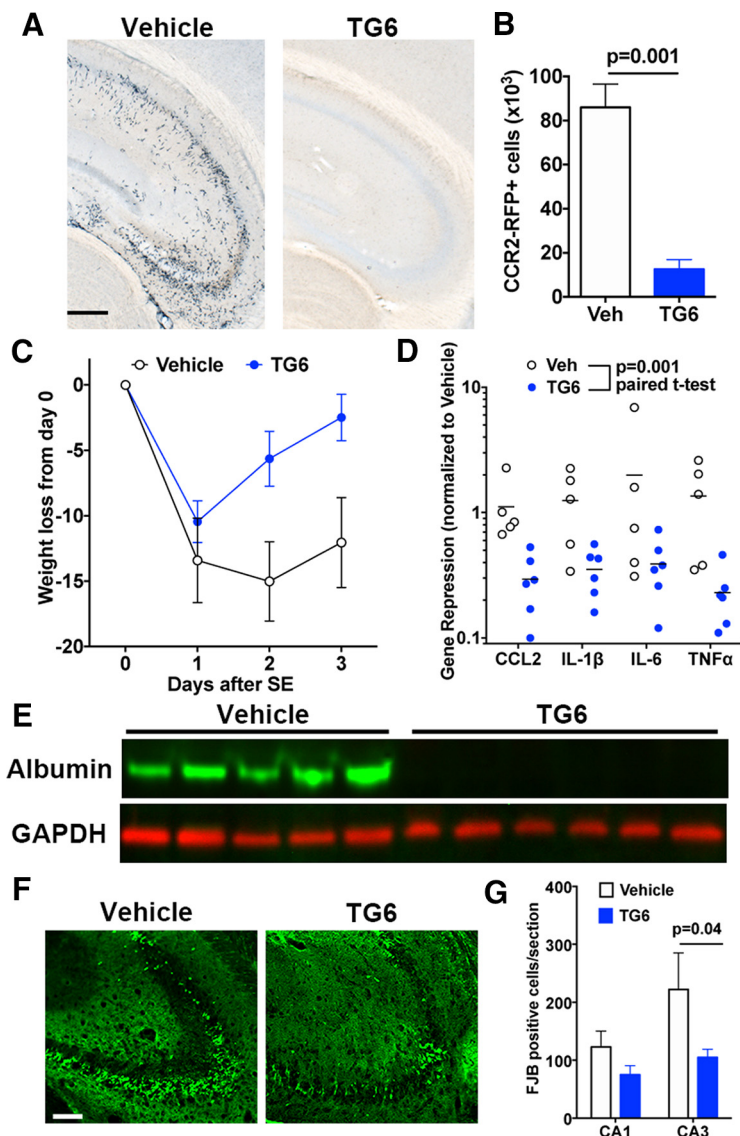 A
Vehicle
TG6
B
p=0.001
CCR2-RFP+ cells (x10³)
100
80
60
40
20
0
Veh
TG6
C
Vehicle
TG6
Weight loss from day 0
0
-5
-10
-15
-20
0
1
2
3
Days after SE
D
Veh
TG6
p=0.001
paired t-test
Gene Repression (normalized to Vehicle)
10
1
0.1
CCL2
IL-1β
IL-6
TNFα
E
Vehicle
TG6
Albumin
GAPDH
F
Vehicle
TG6
G
Vehicle
TG6
p=0.04
FJB positive cells/section
400
300
200
100
0
CA1
CA3